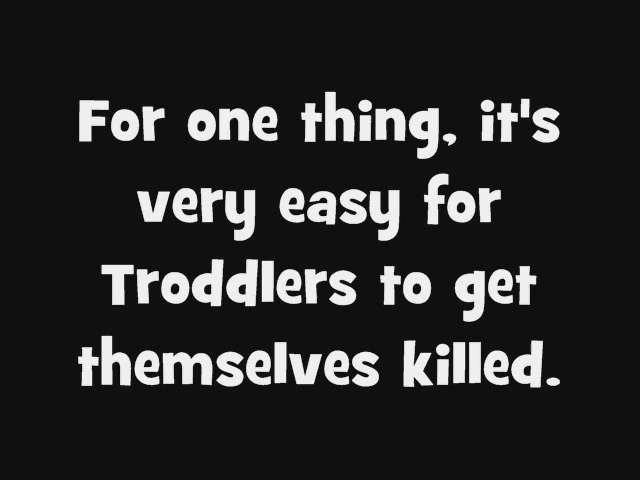 For one thing, it's
very easy for
Troddlers to get
themselves killed.